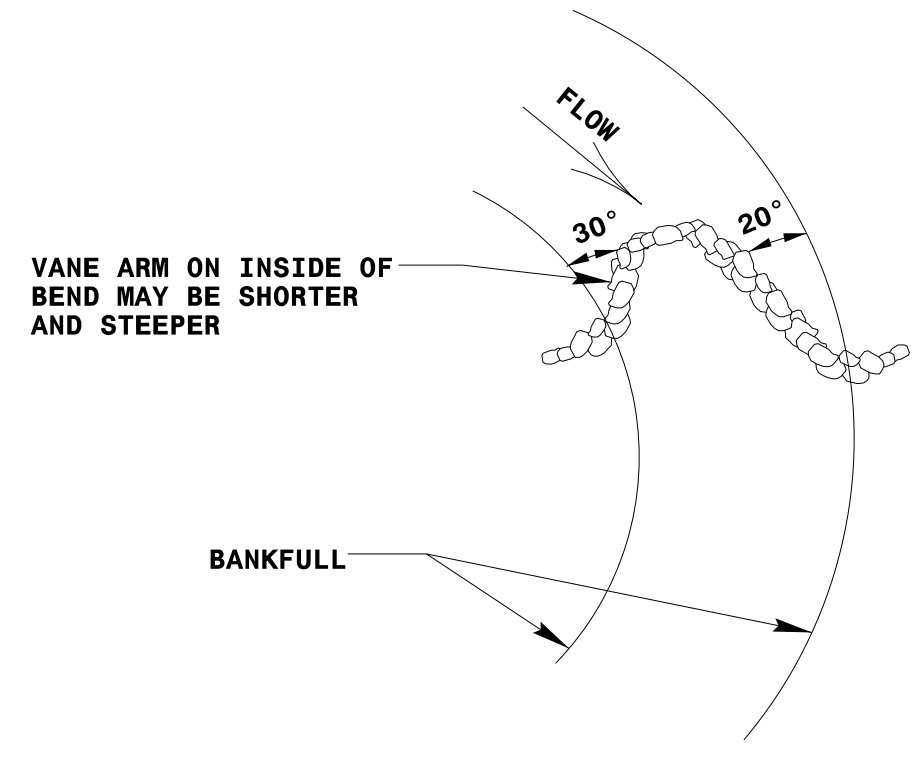 FLOW
30°
20°
VANE ARM ON INSIDE OF
BEND MAY BE SHORTER
AND STEEPER
BANKFULL